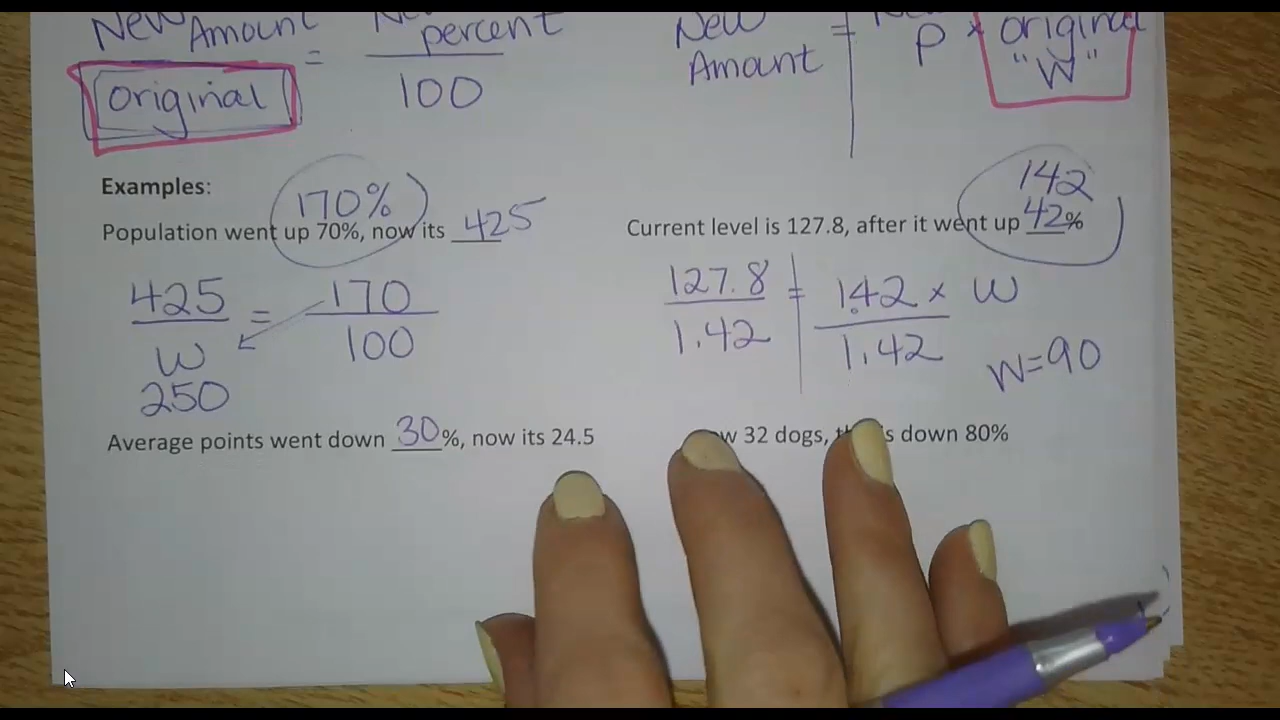 New Amount = percent
original 100
New Amount = P × original "W"
Examples:
170%
Population went up 70%, now its 425
425 = 170
W 100
250
142
Current level is 127.8, after it went up 42%
127.8 = 1.42 × W
1.42 1.42
W=90
Average points went down 30%, now its 24.5
32 dogs, down 80%